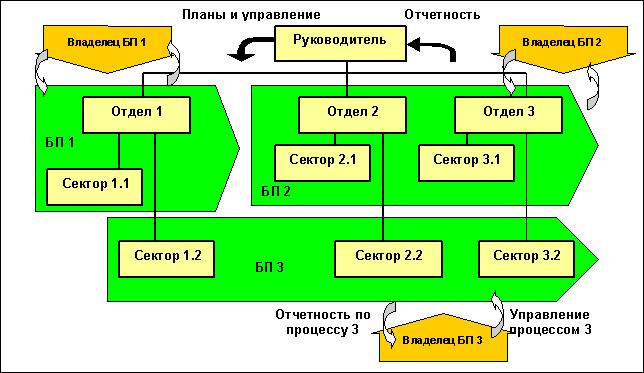 Планы и управление
Отчетность
Владелец БП 1
Руководитель
Владелец БП 2
Отдел 1
Отдел 2
Отдел 3
БП 1
Сектор 2.1
Сектор 3.1
Сектор 1.1
БП 2
Сектор 1.2
БП 3
Сектор 2.2
Сектор 3.2
Отчетность по
процессу 3
Управление
процессом 3
Владелец БП 3